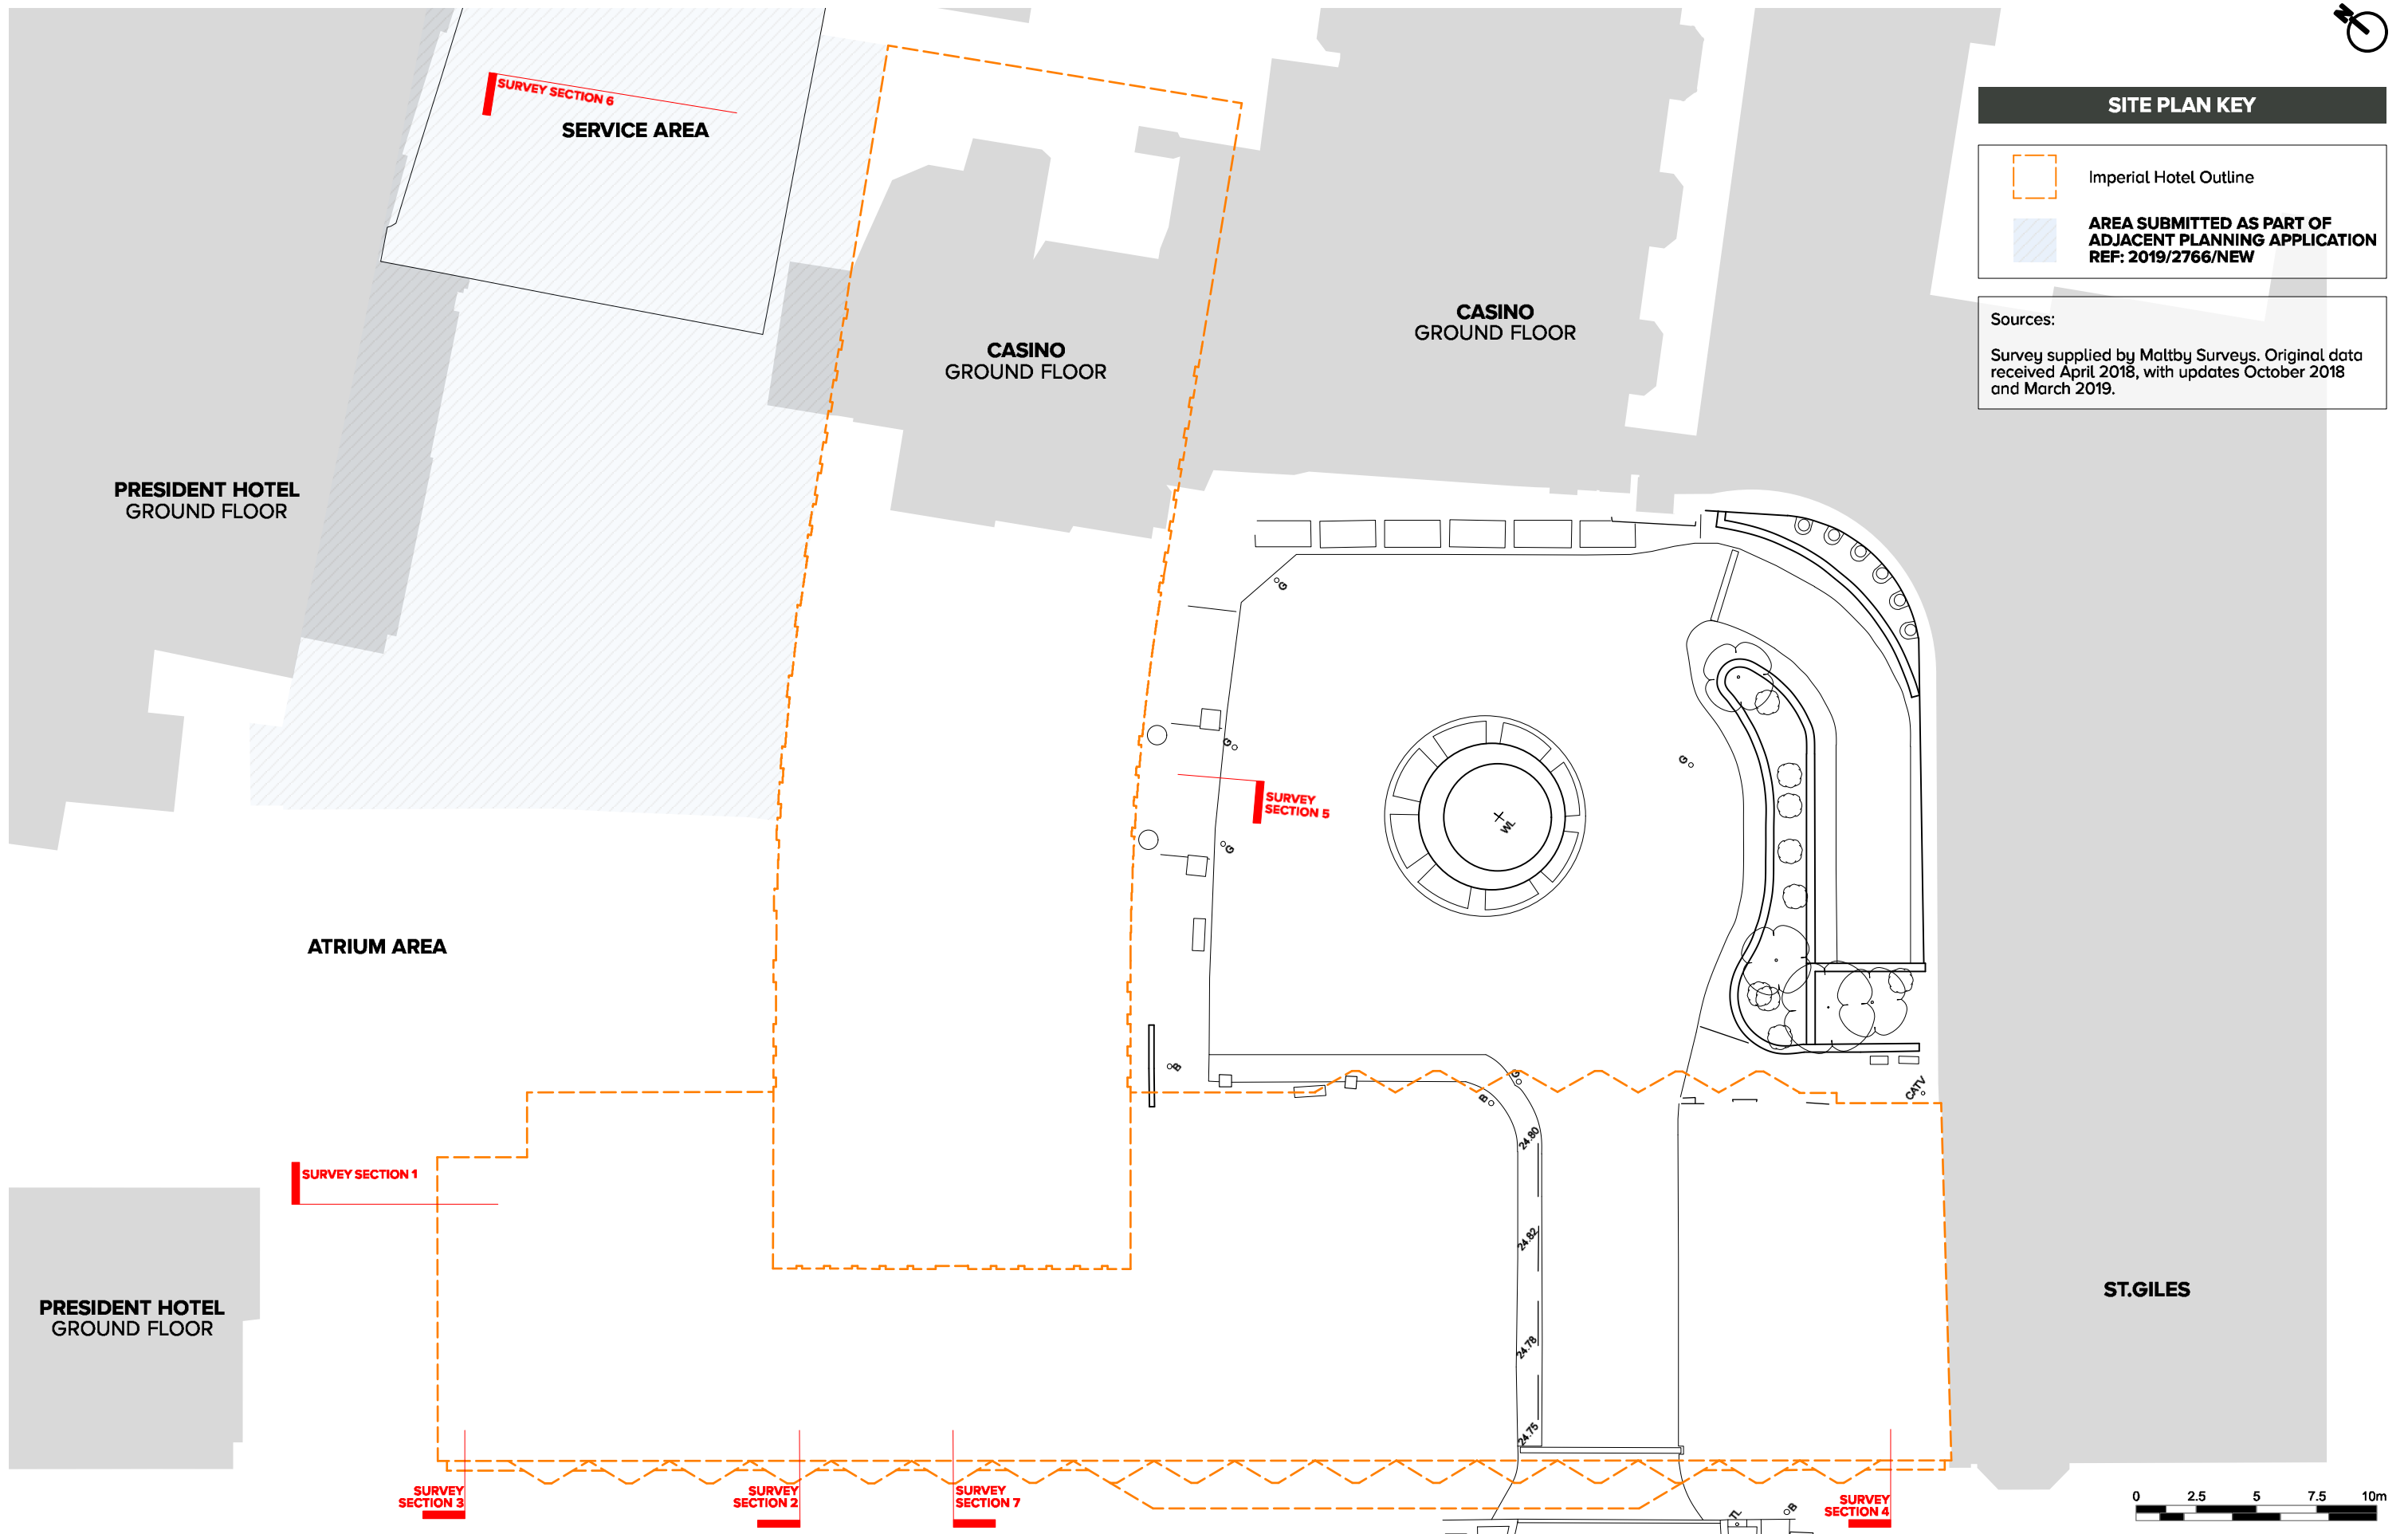 N
SURVEY SECTION 6
SERVICE AREA
SITE PLAN KEY
Imperial Hotel Outline
AREA SUBMITTED AS PART OF
ADJACENT PLANNING APPLICATION
REF: 2019/2766/NEW
Sources:
Survey supplied by Maltby Surveys. Original data
received April 2018, with updates October 2018
and March 2019.
CASINO
GROUND FLOOR
CASINO
GROUND FLOOR
PRESIDENT HOTEL
GROUND FLOOR
G
G
G
SURVEY
SECTION 5
WL
G
ATRIUM AREA
B
G
B
CATV
24.80
SURVEY SECTION 1
24.82
ST.GILES
PRESIDENT HOTEL
GROUND FLOOR
24.78
24.75
SURVEY
SECTION 3
SURVEY
SECTION 2
SURVEY
SECTION 7
SURVEY
SECTION 4
TL
B
0 2.5 5 7.5 10m